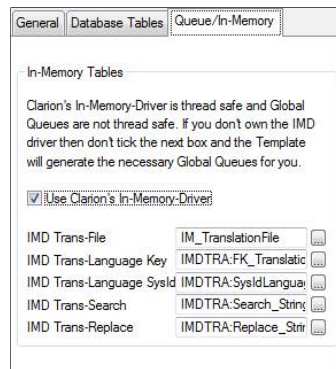 General Database Tables Queue/In-Memory
In-Memory Tables
Clarion's In-Memory-Driver is thread safe and Global
Queues are not thread safe. If you don't own the IMD
driver then don't tick the next box and the Template
will generate the necessary Global Queues for you.
Use Clarion's In-Memory-Driver
IMD Trans-File IM_TranslationFile ...
IMD Trans-Language Key IMDTRA:FK_Translatic ...
IMD Trans-Language SysId IMDTRA:SysIdLanguag ...
IMD Trans-Search IMDTRA:Search_String ...
IMD Trans-Replace IMDTRA:Replace_Strir ...